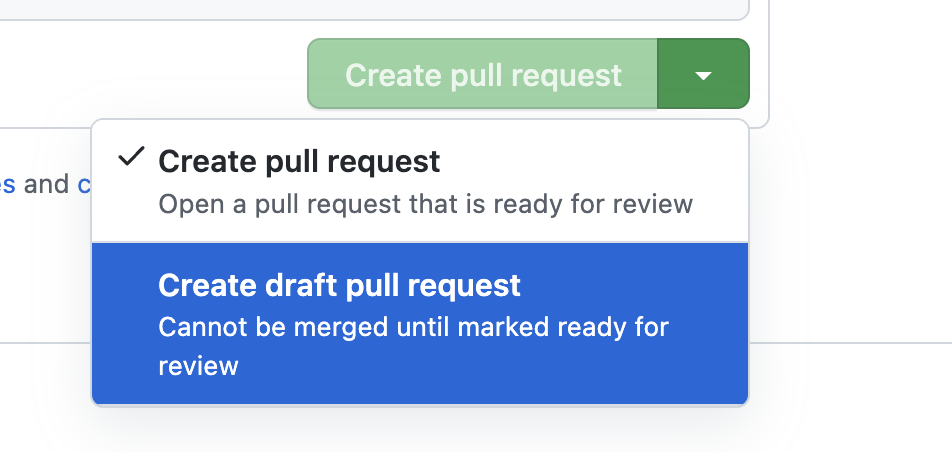 Create pull request
Create pull request
Open a pull request that is ready for review
and
Create draft pull request
Cannot be merged until marked ready for
review